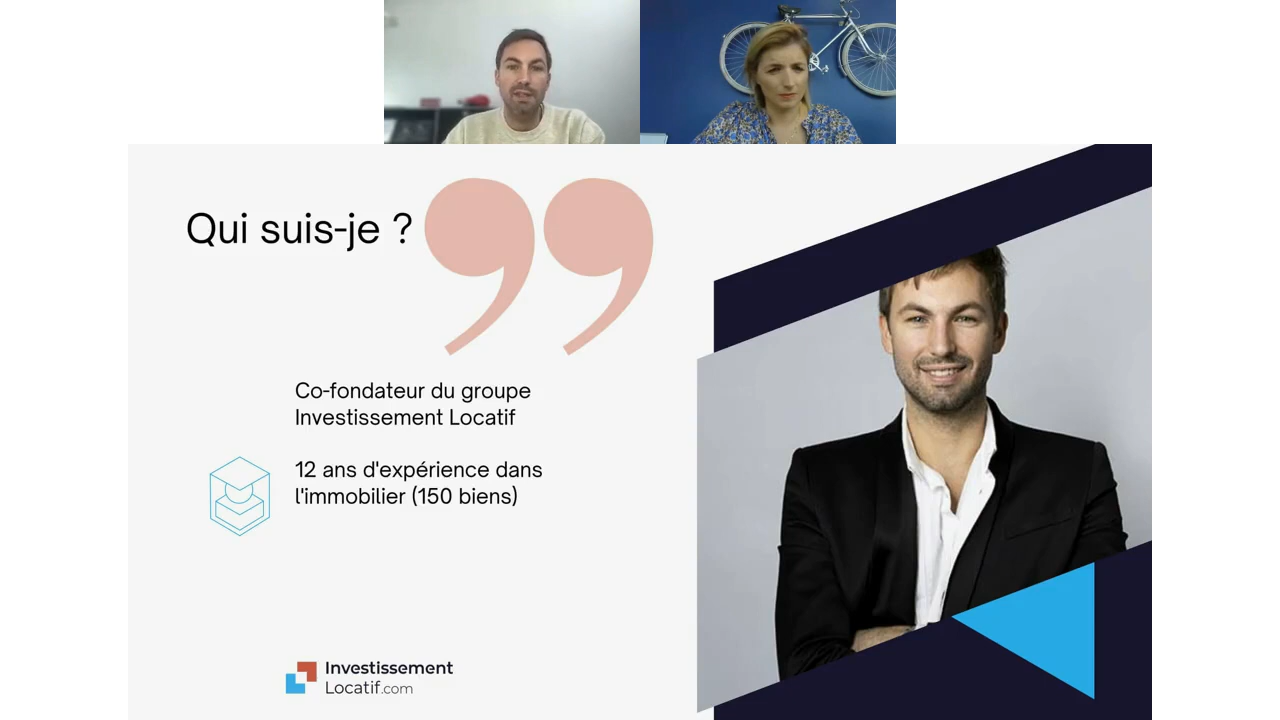 Qui suis-je ?
Co-fondateur du groupe
Investissement Locatif
12 ans d'expérience dans
l'immobilier (150 biens)
Investissement
Locatif.com